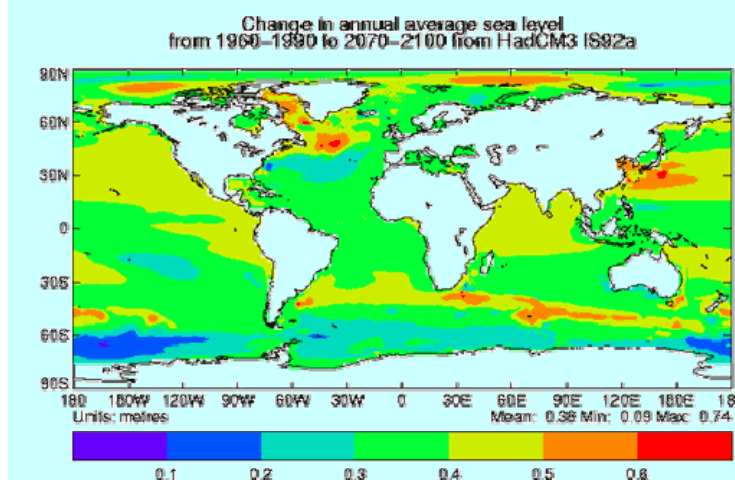 Change in annual average sea level
from 1960–1990 to 2070–2100 from HadCM3 IS92a
90N
60N
30N
0
30S
60S
90S
180 150W 120W 90W 60W 30W 0 30E 60E 90E 120E 150E 180
Units: metres Mean: 0.38 Min: 0.09 Max: 0.74
0.1 0.2 0.3 0.4 0.5 0.6